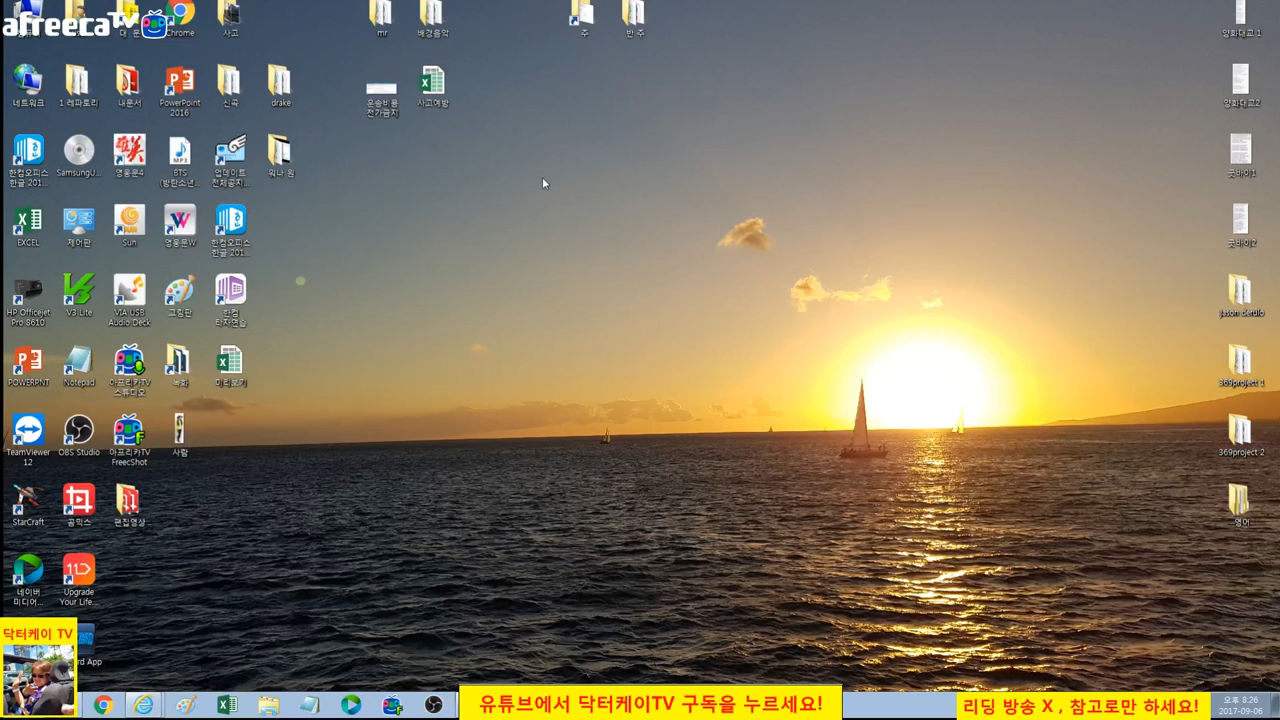 afreecaTV
Chrome
사고
mr
배경음악
주
반 주
양화대교 1
네트워크
1 레파토리
내문서
PowerPoint
2016
신곡
drake
운송비용
전가금지
사고예방
양화대교2
한컴오피스
한글 201...
SamsungU...
영웅문4
BTS
(방탄소년...
업데이트
전체공지...
워너 원
굿바이1
EXCEL
제어판
Sun
영웅문W
한컴오피스
한글 201...
굿바이2
HP Officejet
Pro 8610
V3 Lite
VIA USB
Audio Deck
그림판
한컴
타자연습
jason derulo
POWERPNT
Notepad
아프리카TV
스튜디오
녹화
미리보기
369project 1
TeamViewer
12
OBS Studio
아프리카TV
FreecShot
사람
369project 2
StarCraft
곰믹스
편집영상
영어
네이버
미디어...
Upgrade
Your Life...
닥터케이 TV
rd App
유튜브에서 닥터케이TV 구독을 누르세요!
리딩 방송 X , 참고로만 하세요!
오후 8:26
2017-09-06